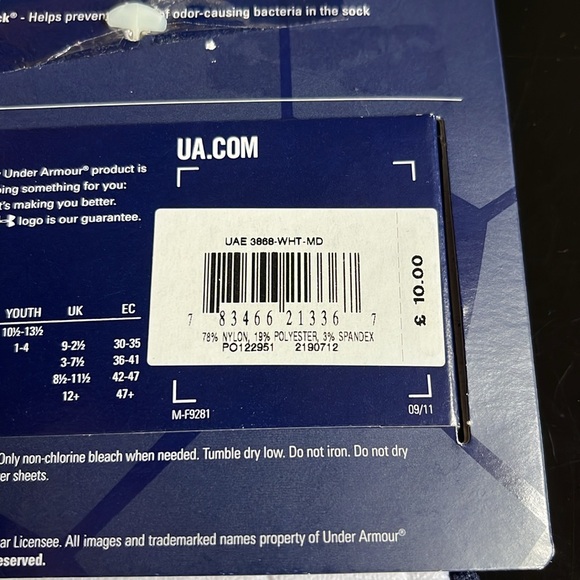 ck® - Helps preven of odor-causing bacteria in the sock
UA.COM
Under Armour® product is
ing something for you:
t's making you better.
logo is our guarantee.
UAE 3868-WHT-MD
7 83466 21336 7
78% NYLON, 19% POLYESTER, 3% SPANDEX
PO122951 2190712
£ 10.00
YOUTH UK EC
10½-13½
1-4 9-2½ 30-35
3-7½ 36-41
8½-11½ 42-47
12+ 47+
M-F9281 09/11
Only non-chlorine bleach when needed. Tumble dry low. Do not iron. Do not dry
er sheets.
ar Licensee. All images and trademarked names property of Under Armour®
eserved.